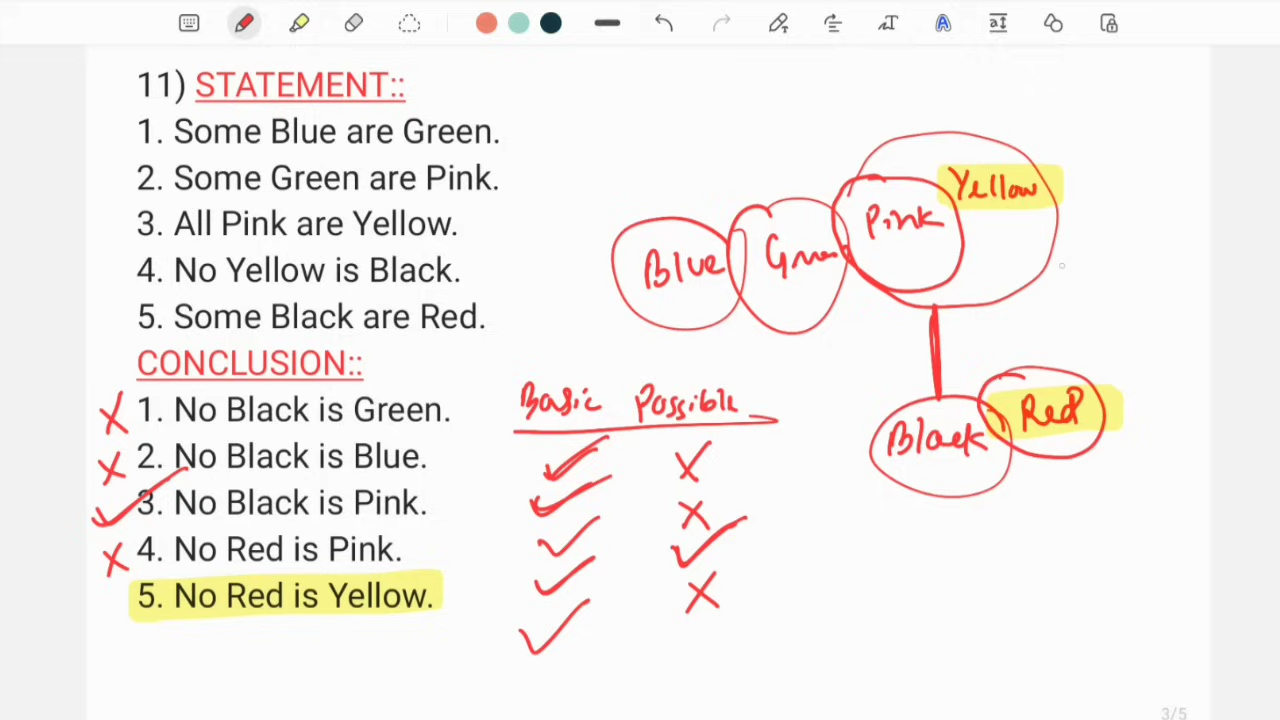 11) STATEMENT::
1. Some Blue are Green.
2. Some Green are Pink.
3. All Pink are Yellow.
4. No Yellow is Black.
5. Some Black are Red.
CONCLUSION::
1. No Black is Green.
2. No Black is Blue.
3. No Black is Pink.
4. No Red is Pink.
5. No Red is Yellow.
Basic Possible
Blue Green Pink Yellow
Black Red
3/5